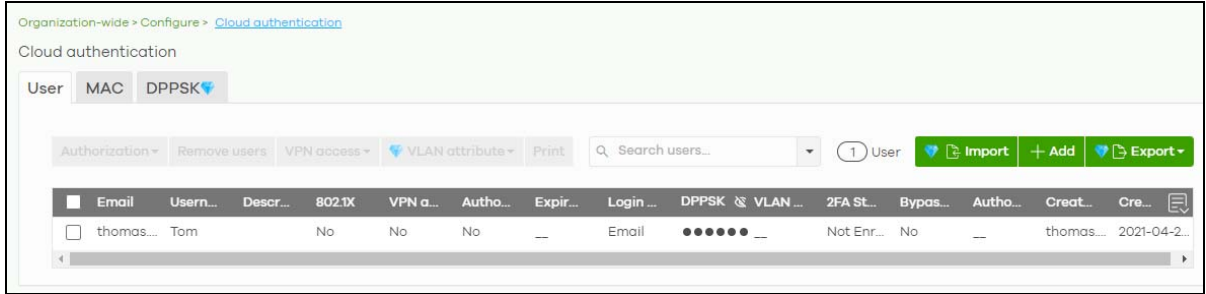 Organization-wide > Configure > Cloud authentication
Cloud authentication
User MAC DPPSK
Authorization Remove users VPN access VLAN attribute Print Search users... 1 User Import + Add Export
Email Usern... Descr... 802.1X VPN a... Autho... Expir... Login ... DPPSK VLAN ... 2FA St... Bypas... Autho... Creat... Cre...
thomas.... Tom No No No __ Email ●●●●●● __ Not Enr... No __ thomas.... 2021-04-2...